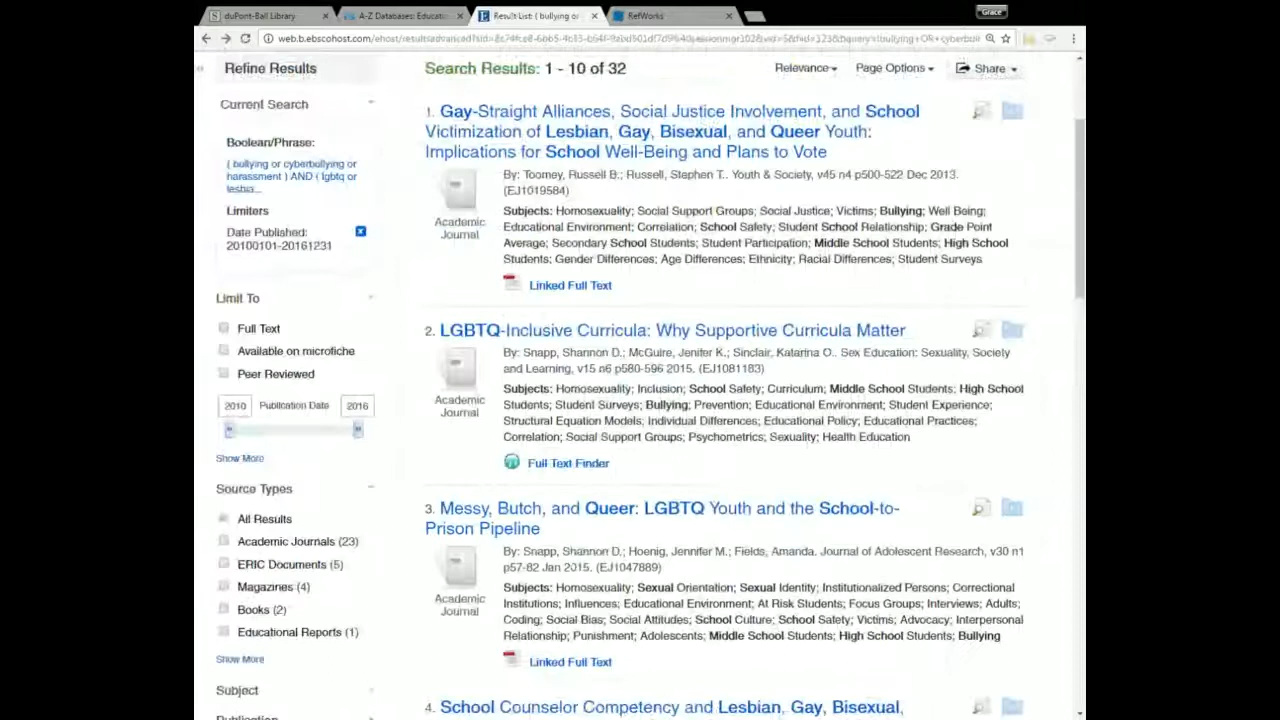 duPont-Ball Library
A-Z Databases: Educati
Result List: ( bullying or
RefWorks
Grace
Refine Results
Current Search
Boolean/Phrase:
( bullying or cyberbullying or
harassment ) AND ( lgbtq or
lesbia...
Limiters
Date Published:
20100101-20161231
Limit To
Full Text
Available on microfiche
Peer Reviewed
2010 Publication Date 2016
Show More
Source Types
All Results
Academic Journals (23)
ERIC Documents (5)
Magazines (4)
Books (2)
Educational Reports (1)
Show More
Subject
Publication
Search Results: 1 - 10 of 32
Relevance
Page Options
Share
1. Gay-Straight Alliances, Social Justice Involvement, and School
Victimization of Lesbian, Gay, Bisexual, and Queer Youth:
Implications for School Well-Being and Plans to Vote
By: Toomey, Russell B.; Russell, Stephen T.. Youth & Society, v45 n4 p500-522 Dec 2013.
(EJ1019584)
Academic
Journal
Subjects: Homosexuality; Social Support Groups; Social Justice; Victims; Bullying; Well Being;
Educational Environment; Correlation; School Safety; Student School Relationship; Grade Point
Average; Secondary School Students; Student Participation; Middle School Students; High School
Students; Gender Differences; Age Differences; Ethnicity; Racial Differences; Student Surveys
Linked Full Text
2. LGBTQ-Inclusive Curricula: Why Supportive Curricula Matter
By: Snapp, Shannon D.; McGuire, Jenifer K.; Sinclair, Katarina O.. Sex Education: Sexuality, Society
and Learning, v15 n6 p580-596 2015. (EJ1081183)
Academic
Journal
Subjects: Homosexuality; Inclusion; School Safety; Curriculum; Middle School Students; High School
Students; Student Surveys; Bullying; Prevention; Educational Environment; Student Experience;
Structural Equation Models; Individual Differences; Educational Policy; Educational Practices;
Correlation; Social Support Groups; Psychometrics; Sexuality; Health Education
Full Text Finder
3. Messy, Butch, and Queer: LGBTQ Youth and the School-to-
Prison Pipeline
By: Snapp, Shannon D.; Hoenig, Jennifer M.; Fields, Amanda. Journal of Adolescent Research, v30 n1
p57-82 Jan 2015. (EJ1047889)
Academic
Journal
Subjects: Homosexuality; Sexual Orientation; Sexual Identity; Institutionalized Persons; Correctional
Institutions; Influences; Educational Environment; At Risk Students; Focus Groups; Interviews; Adults;
Coding; Social Bias; Social Attitudes; School Culture; School Safety; Victims; Advocacy; Interpersonal
Relationship; Punishment; Adolescents; Middle School Students; High School Students; Bullying
Linked Full Text
4. School Counselor Competency and Lesbian, Gay, Bisexual,